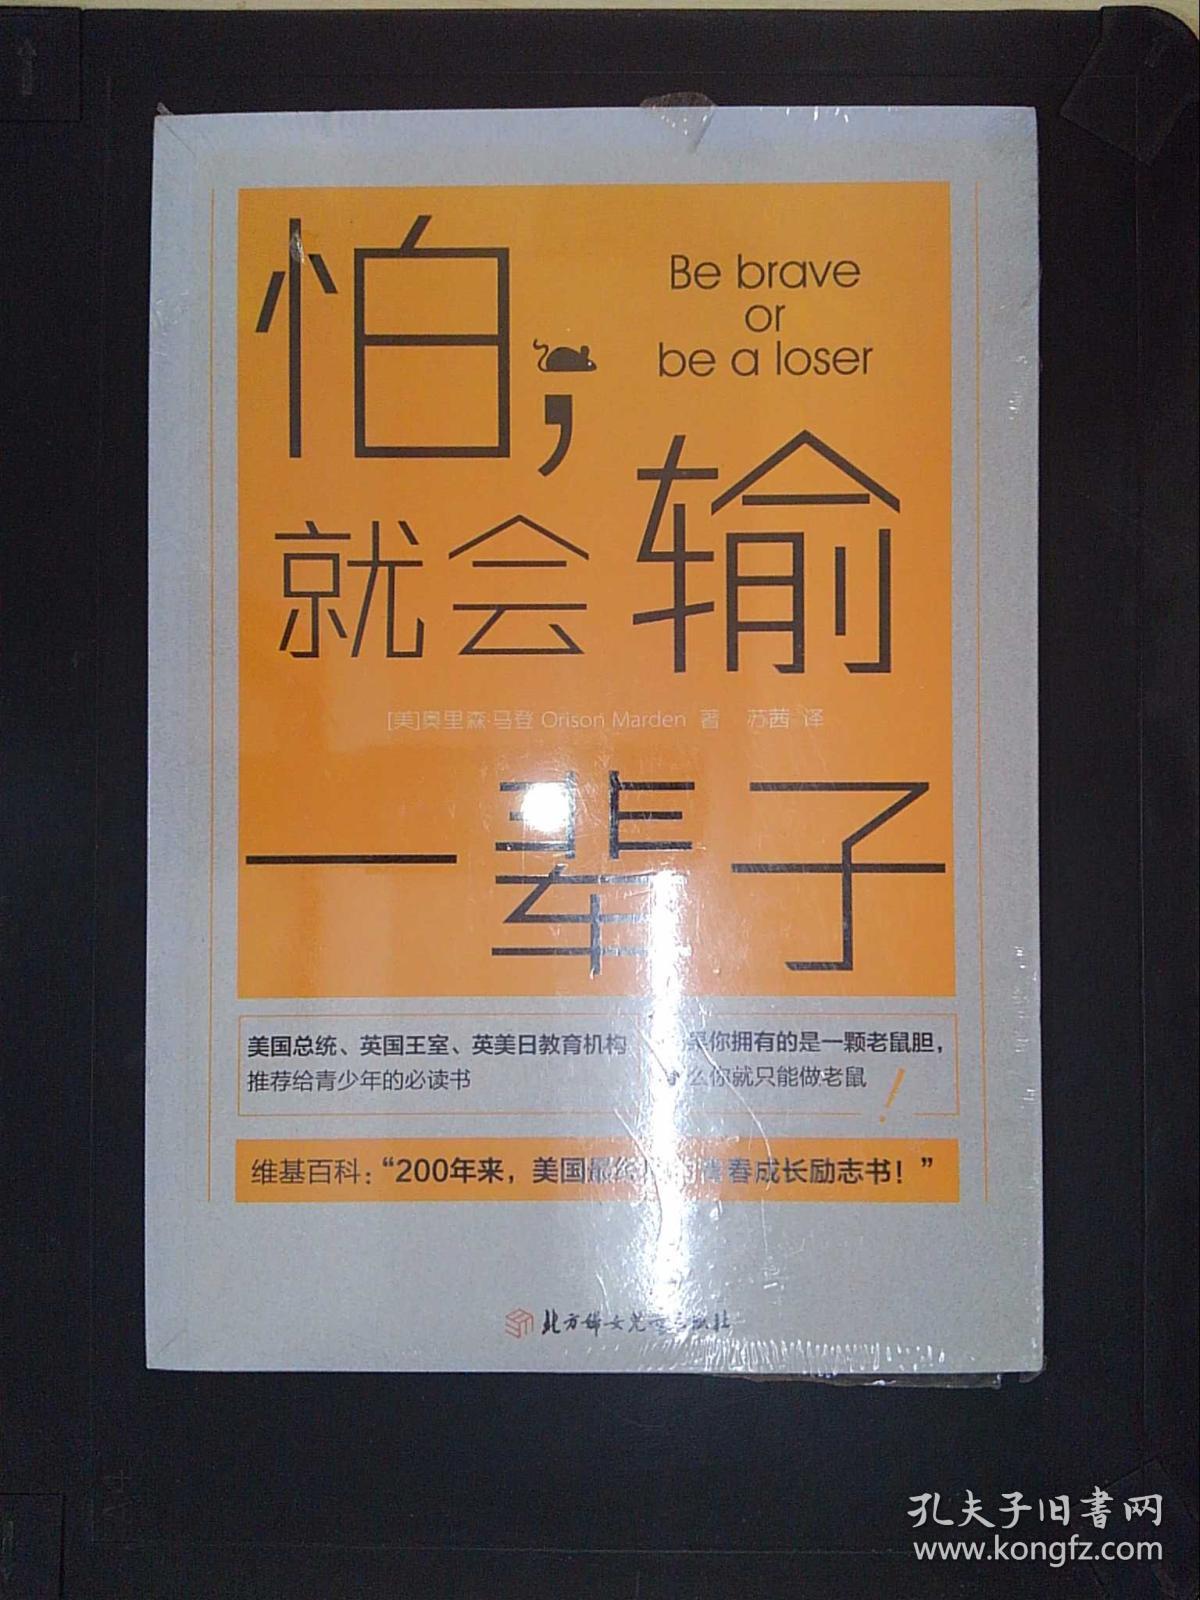 怕,
Be brave
or
be a loser
就会输
[美]奥里森·马登 Orison Marden 著 苏茜 译
一辈子
美国总统、英国王室、英美日教育机构
推荐给青少年的必读书
果你拥有的是一颗老鼠胆，
么你就只能做老鼠
!
维基百科：“200年来，美国最 青春成长励志书！”
北方妇女儿童出版社
孔夫子旧书网
www.kongfz.com